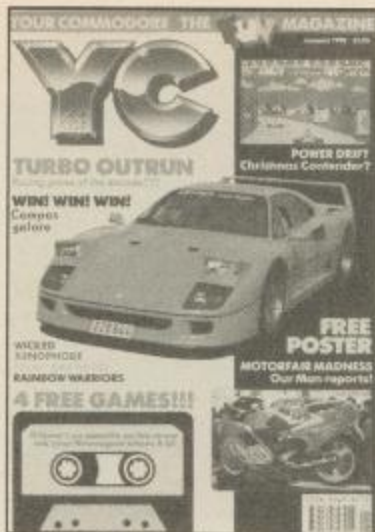 YOUR COMMODORE THE FUN MAGAZINE
YC
TURBO OUTRUN
WIN! WIN! WIN!
Compos
galore
POWER DRIFT
Christmas Contender?
WICKED
XENOPHOBE
RAINBOW WARRIORS
4 FREE GAMES!!!
FREE
POSTER
MOTORFAIR MADNESS
Our Man reports!